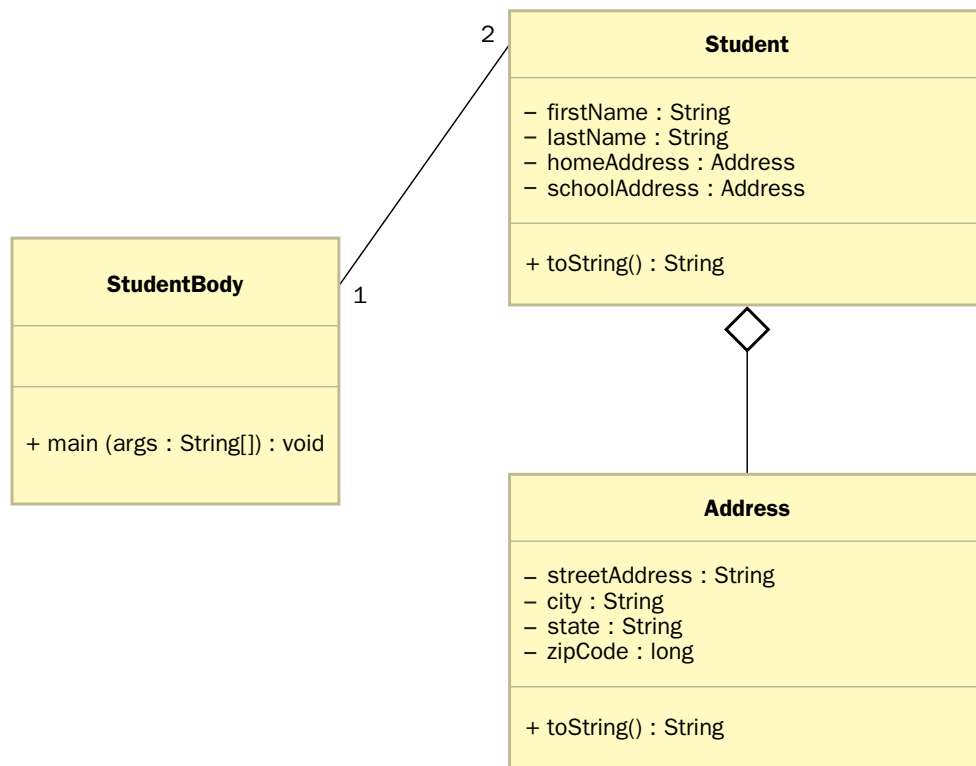 2
Student
– firstName : String
– lastName : String
– homeAddress : Address
– schoolAddress : Address
+ toString() : String
StudentBody
1
+ main (args : String[]) : void
Address
– streetAddress : String
– city : String
– state : String
– zipCode : long
+ toString() : String